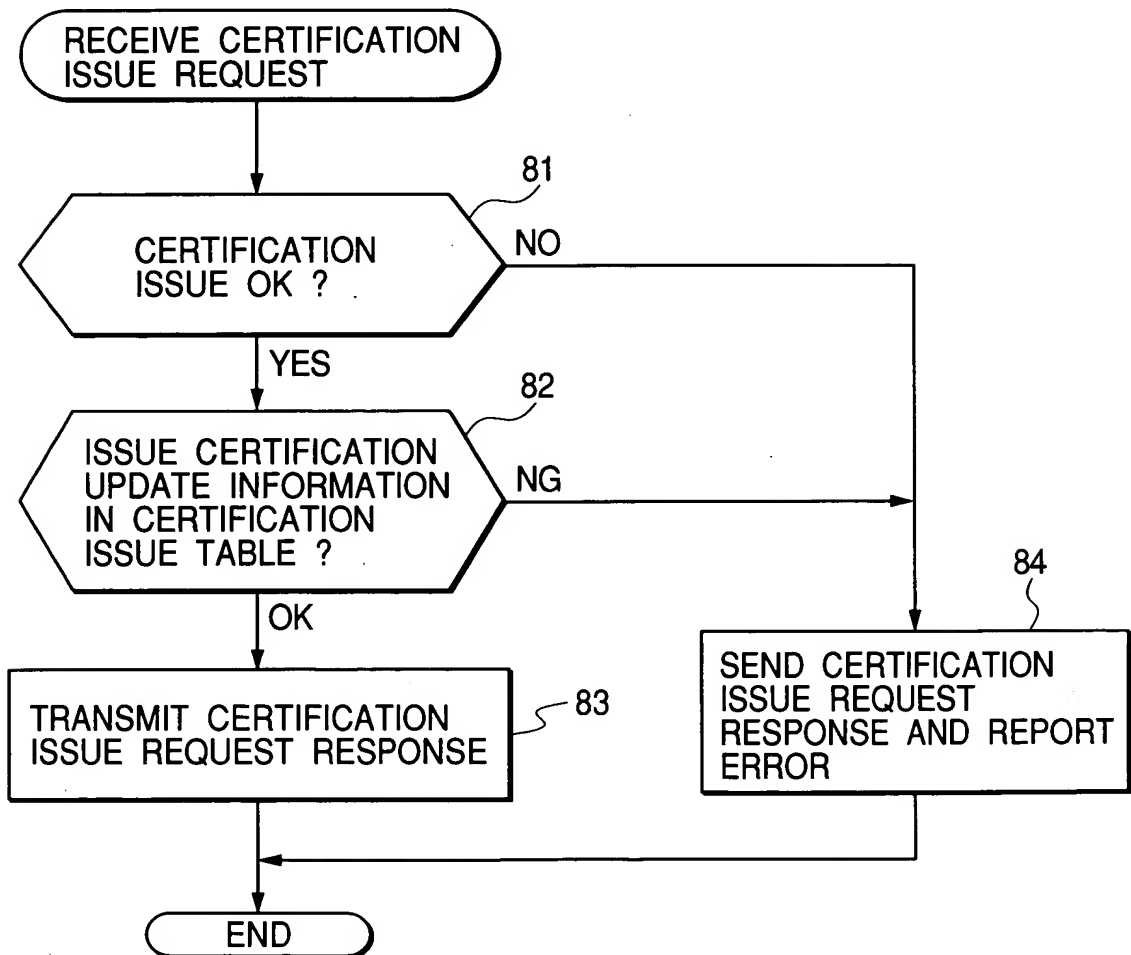 RECEIVE CERTIFICATION
ISSUE REQUEST
81
CERTIFICATION
ISSUE OK ?
NO
YES
82
ISSUE CERTIFICATION
UPDATE INFORMATION
IN CERTIFICATION
ISSUE TABLE ?
NG
OK
84
TRANSMIT CERTIFICATION
ISSUE REQUEST RESPONSE
83
SEND CERTIFICATION
ISSUE REQUEST
RESPONSE AND REPORT
ERROR
END